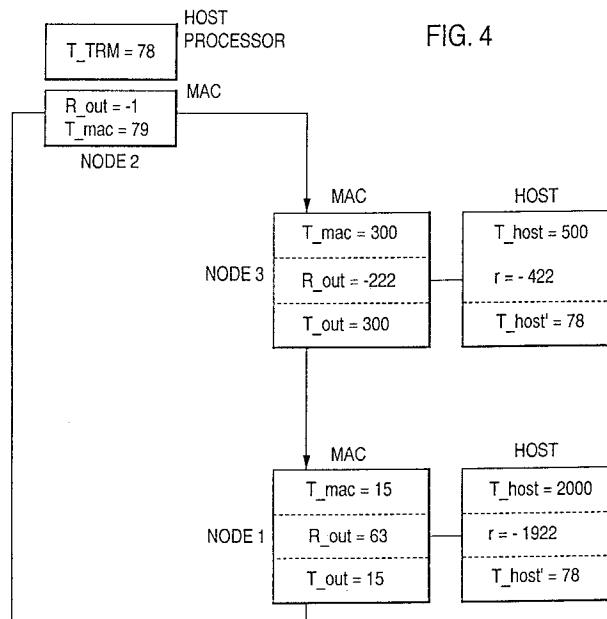 HOST
PROCESSOR
FIG. 4
T_TRM = 78
MAC
R_out = -1
T_mac = 79
NODE 2
MAC
HOST
T_mac = 300
T_host = 500
NODE 3
R_out = -222
r = - 422
T_out = 300
T_host' = 78
MAC
HOST
T_mac = 15
T_host = 2000
NODE 1
R_out = 63
r = - 1922
T_out = 15
T_host' = 78